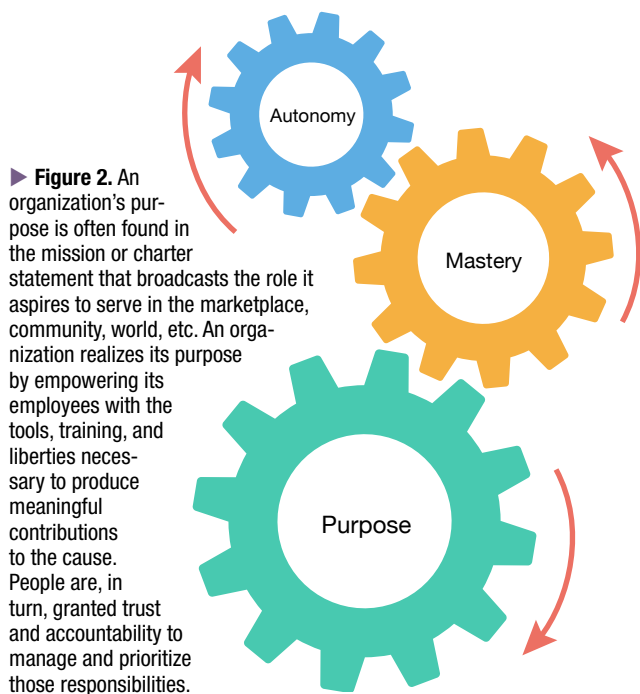 Autonomy
Mastery
Purpose
▶ Figure 2. An
organization’s pur-
pose is often found in
the mission or charter
statement that broadcasts the role it
aspires to serve in the marketplace,
community, world, etc. An orga-
nization realizes its purpose
by empowering its
employees with the
tools, training, and
liberties neces-
sary to produce
meaningful
contributions
to the cause.
People are, in
turn, granted trust
and accountability to
manage and prioritize
those responsibilities.